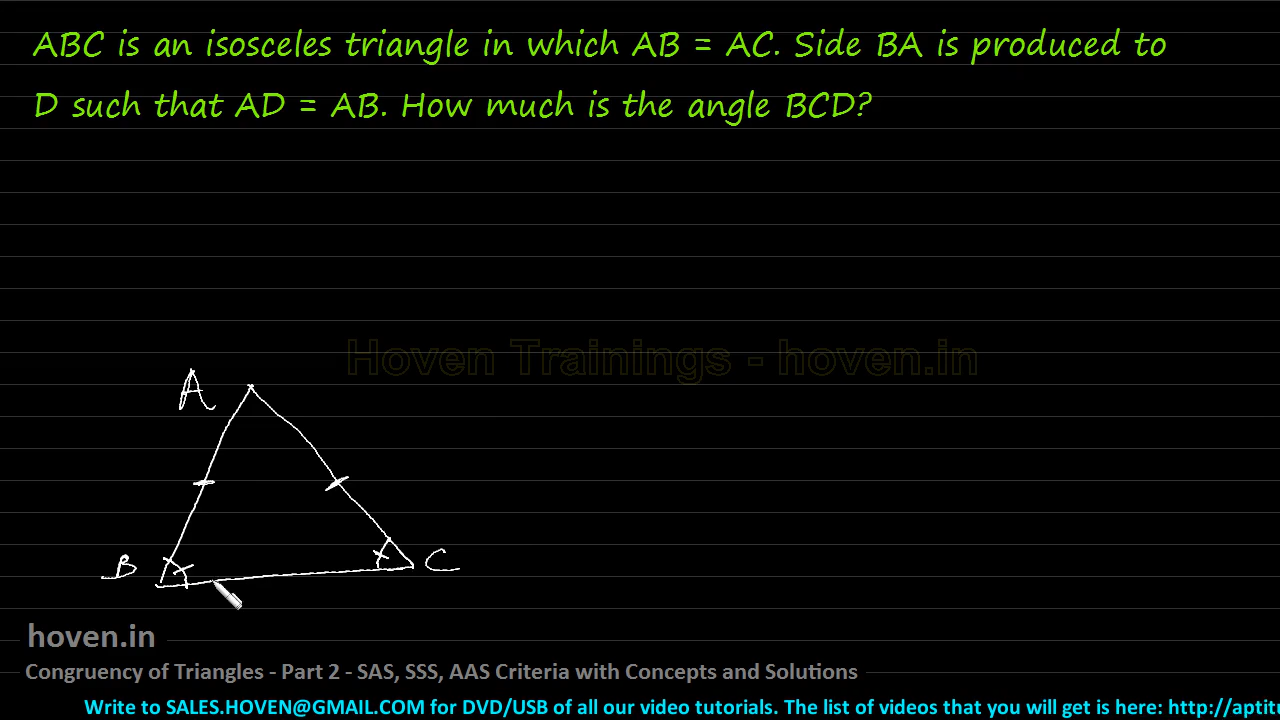 ABC is an isosceles triangle in which AB = AC. Side BA is produced to
D such that AD = AB. How much is the angle BCD?
Hoven Trainings - hoven.in
A
B
C
hoven.in
Congruency of Triangles - Part 2 - SAS, SSS, AAS Criteria with Concepts and Solutions
Write to SALES.HOVEN@GMAIL.COM for DVD/USB of all our video tutorials. The list of videos that you will get is here: http://aptitu